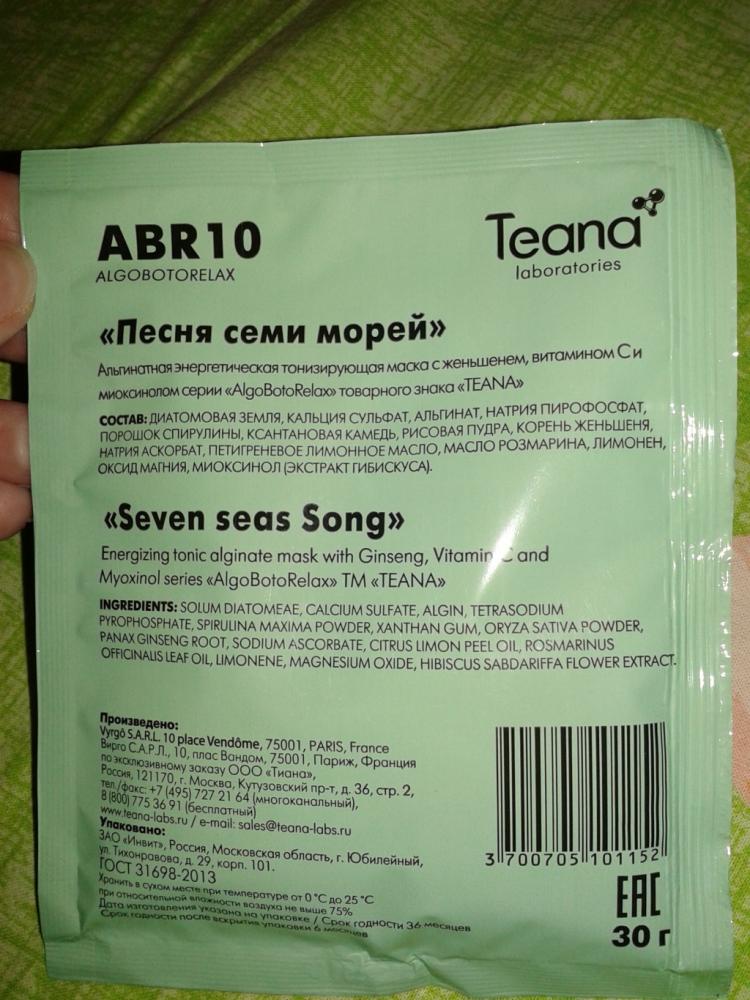 ABR10
ALGOBOTORELAX
Teana
laboratories
«Песня семи морей»
Альгинатная энергетическая тонизирующая маска с женьшенем, витамином С и
миоксинолом серии «AlgoBotoRelax» товарного знака «TEANA»
СОСТАВ: ДИАТОМОВАЯ ЗЕМЛЯ, КАЛЬЦИЯ СУЛЬФАТ, АЛЬГИНАТ, НАТРИЯ ПИРОФОСФАТ,
ПОРОШОК СПИРУЛИНЫ, КСАНТАНОВАЯ КАМЕДЬ, РИСОВАЯ ПУДРА, КОРЕНЬ ЖЕНЬШЕНЯ,
НАТРИЯ АСКОРБАТ, ПЕТИГРЕНЕВОЕ ЛИМОННОЕ МАСЛО, МАСЛО РОЗМАРИНА, ЛИМОНЕН,
ОКСИД МАГНИЯ, МИОКСИНОЛ (ЭКСТРАКТ ГИБИСКУСА).
«Seven seas Song»
Energizing tonic alginate mask with Ginseng, Vitamin C and
Myoxinol series «AlgoBotoRelax» TM «TEANA»
INGREDIENTS: SOLUM DIATOMEAE, CALCIUM SULFATE, ALGIN, TETRASODIUM
PYROPHOSPHATE, SPIRULINA MAXIMA POWDER, XANTHAN GUM, ORYZA SATIVA POWDER,
PANAX GINSENG ROOT, SODIUM ASCORBATE, CITRUS LIMON PEEL OIL, ROSMARINUS
OFFICINALIS LEAF OIL, LIMONENE, MAGNESIUM OXIDE, HIBISCUS SABDARIFFA FLOWER EXTRACT.
Произведено:
Vyrgô S.A.R.L. 10 place Vendôme, 75001, PARIS, France
Вирго С.А.Р.Л., 10, плас Вандом, 75001, Париж, Франция
по эксклюзивному заказу ООО «Тиана»,
Россия, 121170, г. Москва, Кутузовский пр-т, д. 36, стр. 2,
тел./факс: +7 (495) 727 21 64 (многоканальный),
8 (800) 775 36 91 (бесплатный)
www.teana-labs.ru / e-mail: sales@teana-labs.ru
Упаковано:
ЗАО «Инвит», Россия, Московская область, г. Юбилейный,
ул. Тихонравова, д. 29, корп. 101.
ГОСТ 31698-2013
Хранить в сухом месте при температуре от 0 °C до 25 °C
при относительной влажности воздуха не выше 75%
Дата изготовления указана на упаковке / Срок годности 36 месяцев
Срок годности после вскрытия упаковки 6 месяцев
3 700705 101152
EAC
30 г